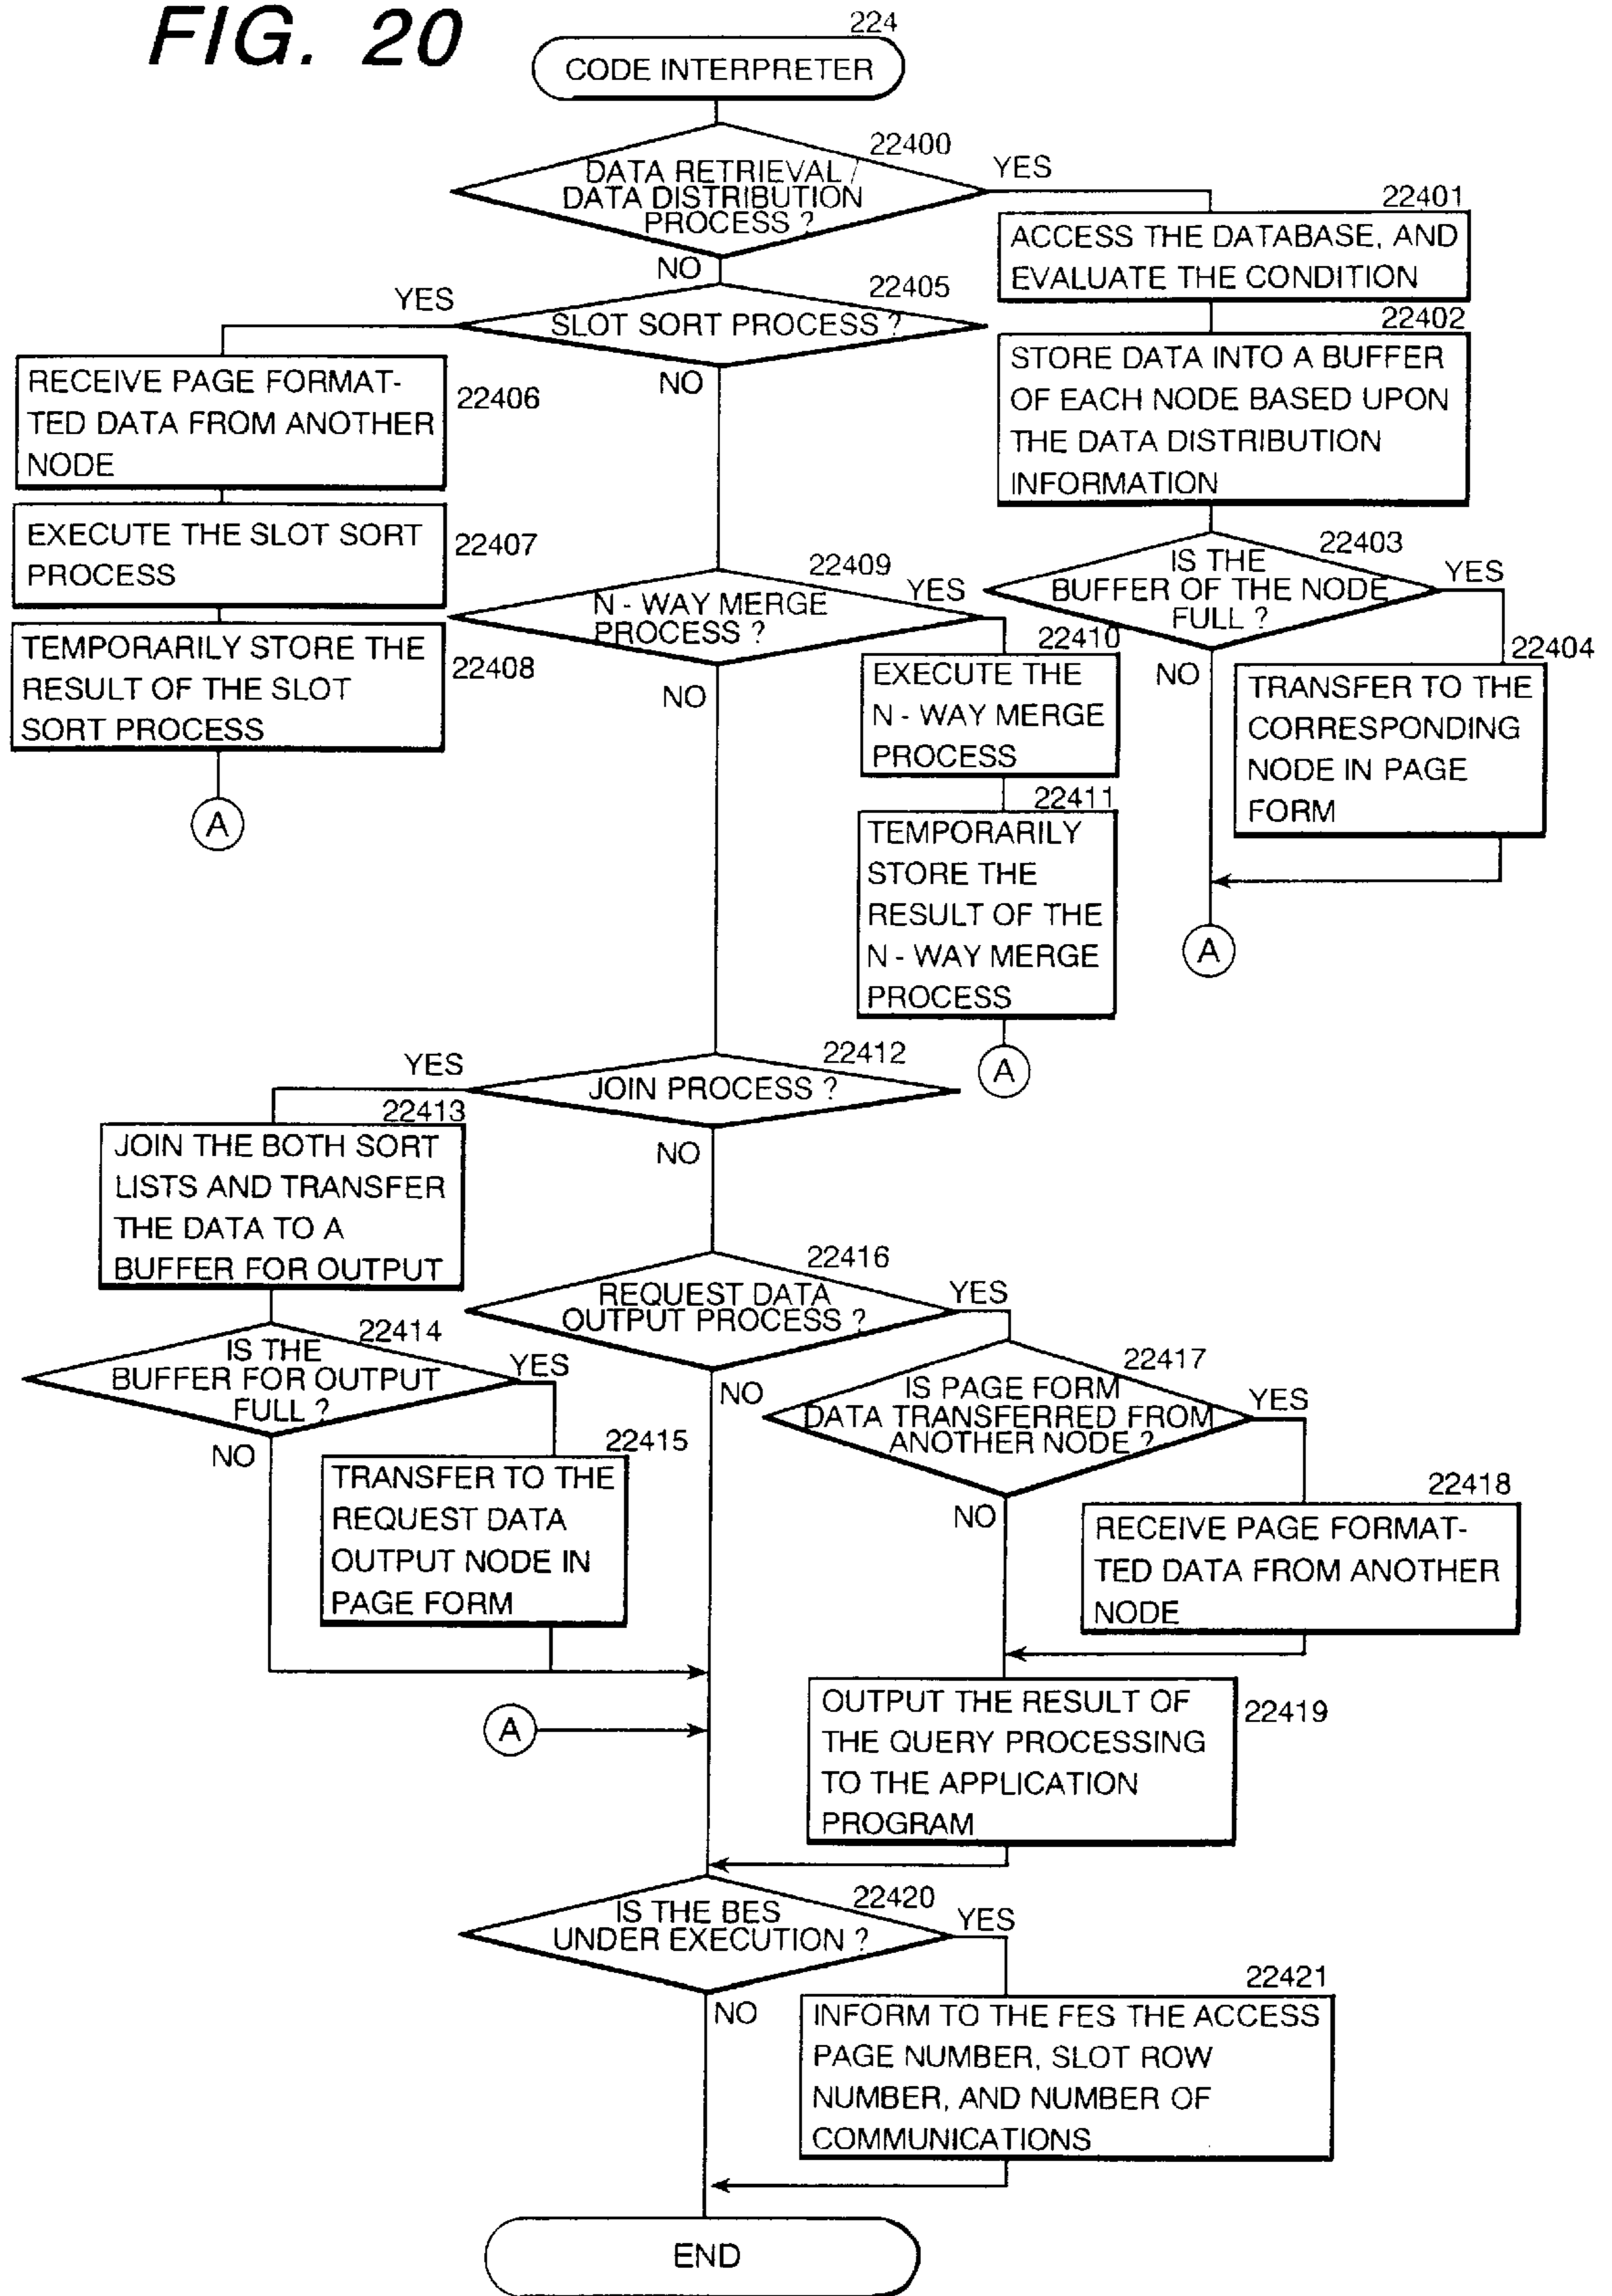 FIG. 20
224
CODE INTERPRETER
22400
DATA RETRIEVAL /
DATA DISTRIBUTION
PROCESS ?
YES
NO
22401
ACCESS THE DATABASE, AND
EVALUATE THE CONDITION
22402
STORE DATA INTO A BUFFER
OF EACH NODE BASED UPON
THE DATA DISTRIBUTION
INFORMATION
22403
IS THE
BUFFER OF THE NODE
FULL ?
YES
NO
22404
TRANSFER TO THE
CORRESPONDING
NODE IN PAGE
FORM
A
22405
SLOT SORT PROCESS ?
YES
NO
RECEIVE PAGE FORMAT-
TED DATA FROM ANOTHER
NODE
22406
EXECUTE THE SLOT SORT
PROCESS
22407
TEMPORARILY STORE THE
RESULT OF THE SLOT
SORT PROCESS
22408
A
22409
N - WAY MERGE
PROCESS ?
YES
NO
22410
EXECUTE THE
N - WAY MERGE
PROCESS
22411
TEMPORARILY
STORE THE
RESULT OF THE
N - WAY MERGE
PROCESS
A
22412
JOIN PROCESS ?
YES
NO
22413
JOIN THE BOTH SORT
LISTS AND TRANSFER
THE DATA TO A
BUFFER FOR OUTPUT
22414
IS THE
BUFFER FOR OUTPUT
FULL ?
YES
NO
22415
TRANSFER TO THE
REQUEST DATA
OUTPUT NODE IN
PAGE FORM
22416
REQUEST DATA
OUTPUT PROCESS ?
YES
NO
22417
IS PAGE FORM
DATA TRANSFERRED FROM
ANOTHER NODE ?
YES
NO
22418
RECEIVE PAGE FORMAT-
TED DATA FROM ANOTHER
NODE
OUTPUT THE RESULT OF
THE QUERY PROCESSING
TO THE APPLICATION
PROGRAM
22419
A
22420
IS THE BES
UNDER EXECUTION ?
YES
NO
22421
INFORM TO THE FES THE ACCESS
PAGE NUMBER, SLOT ROW
NUMBER, AND NUMBER OF
COMMUNICATIONS
END